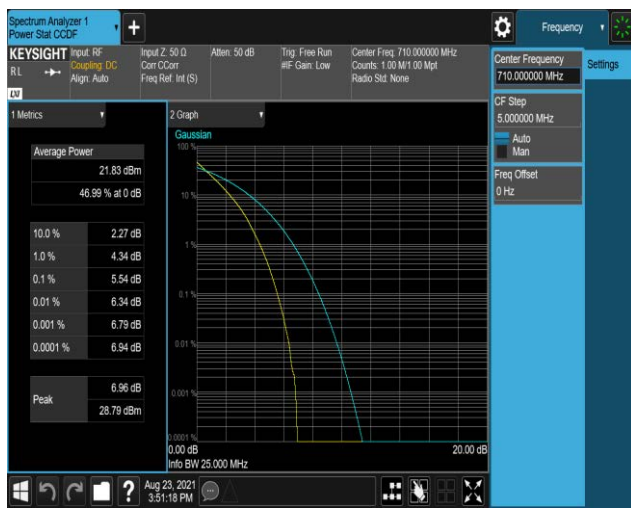 Spectrum Analyzer 1
Power Stat CCDF
Frequency
KEYSIGHT
RL
LXI
Input: RF
Coupling: DC
Align: Auto
Input Z: 50 Ω
Corr CCorr
Freq Ref: Int (S)
Atten: 50 dB
Trig: Free Run
#IF Gain: Low
Center Freq: 710.000000 MHz
Counts: 1.00 M/1.00 Mpt
Radio Std: None
Center Frequency
710.000000 MHz
Settings
CF Step
5.000000 MHz
Auto
Man
Freq Offset
0 Hz
1 Metrics
Average Power
21.83 dBm
46.99 % at 0 dB
10.0 % 2.27 dB
1.0 % 4.34 dB
0.1 % 5.54 dB
0.01 % 6.34 dB
0.001 % 6.79 dB
0.0001 % 6.94 dB
Peak
6.96 dB
28.79 dBm
2 Graph
Gaussian
100 %
10 %
1 %
0.1 %
0.01 %
0.001 %
0.0001 %
0.00 dB
20.00 dB
Info BW 25.000 MHz
?
Aug 23, 2021
3:51:18 PM